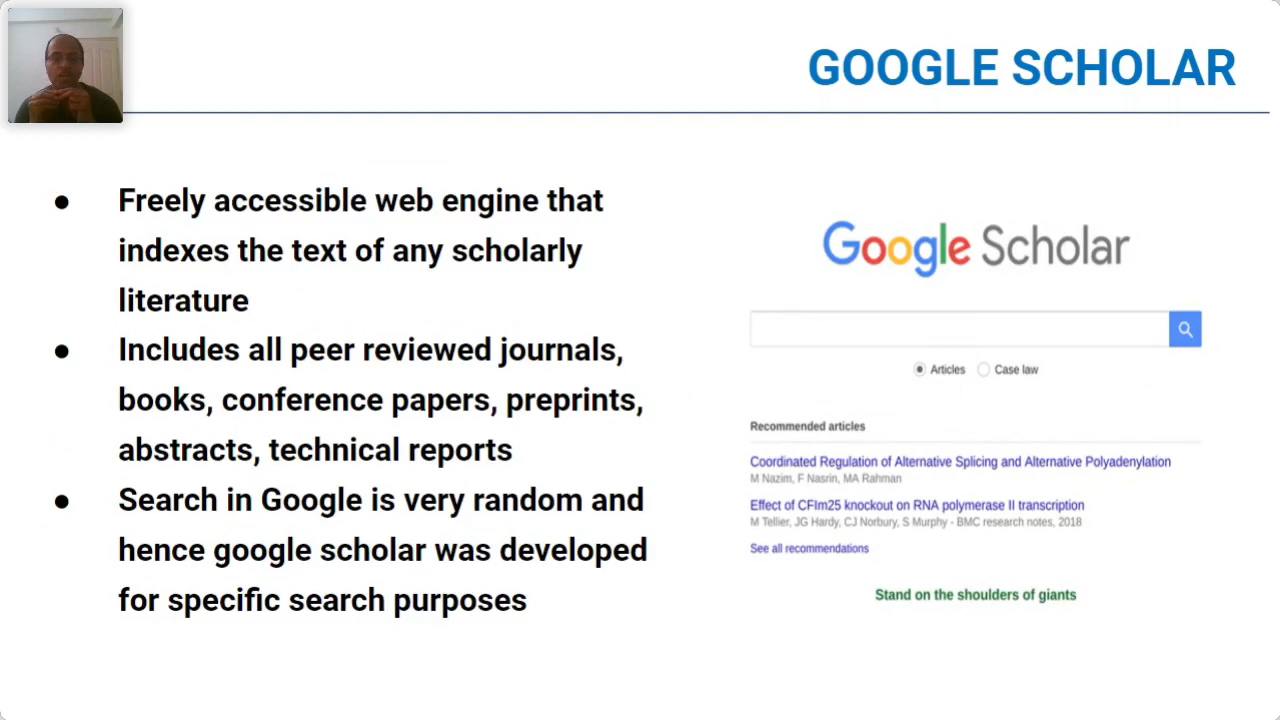 GOOGLE SCHOLAR
● Freely accessible web engine that
indexes the text of any scholarly
literature
● Includes all peer reviewed journals,
books, conference papers, preprints,
abstracts, technical reports
● Search in Google is very random and
hence google scholar was developed
for specific search purposes
Google Scholar
Articles Case law
Recommended articles
Coordinated Regulation of Alternative Splicing and Alternative Polyadenylation
M Nazim, F Nasrin, MA Rahman
Effect of CFIm25 knockout on RNA polymerase II transcription
M Tellier, JG Hardy, CJ Norbury, S Murphy - BMC research notes, 2018
See all recommendations
Stand on the shoulders of giants